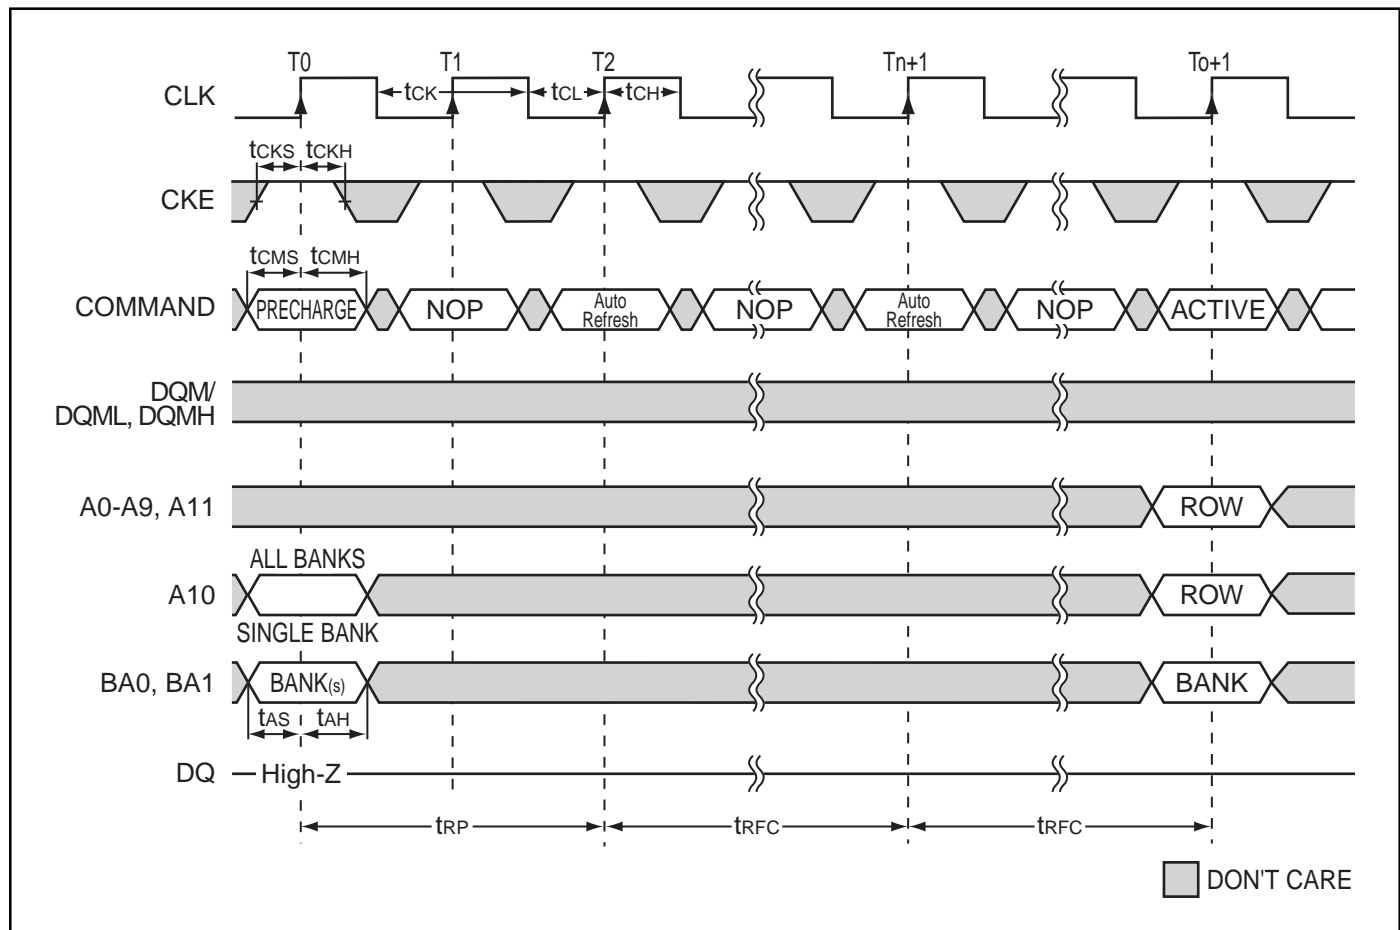 T0 T1 T2 Tn+1 To+1
CLK tCK tCL tCH
tCKS tCKH
CKE
tCMS tCMH
COMMAND PRECHARGE NOP Auto Refresh NOP Auto Refresh NOP ACTIVE
DQM/
DQML, DQMH
A0-A9, A11 ROW
ALL BANKS
A10 ROW
SINGLE BANK
BA0, BA1 BANK(s) BANK
tAS tAH
DQ High-Z
tRP tRFC tRFC
DON'T CARE